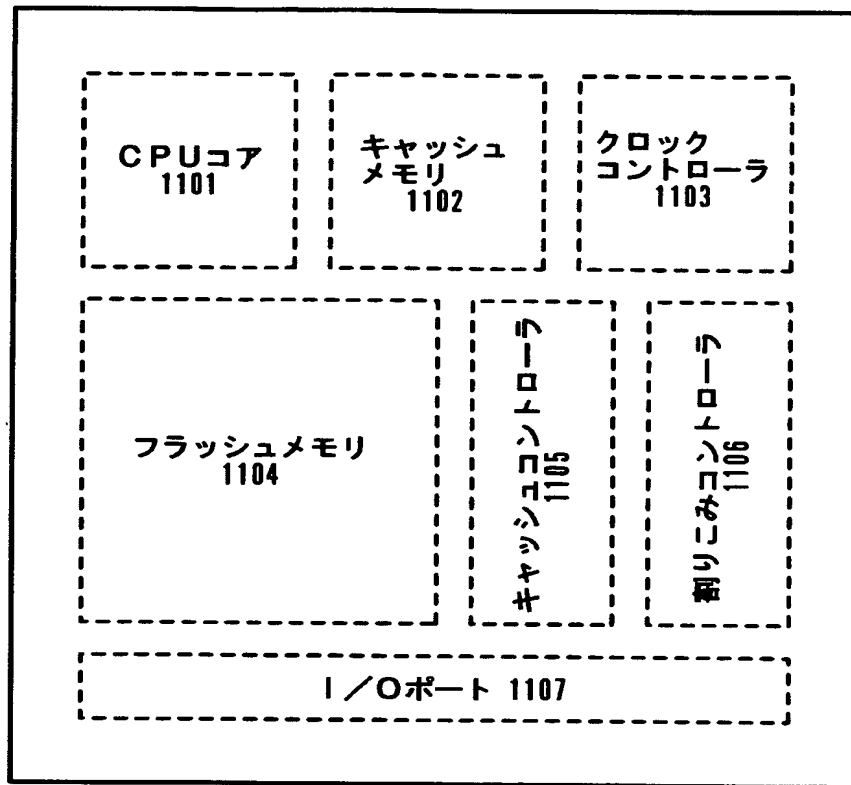 CPUコア
1101
キャッシュ
メモリ
1102
クロック
コントローラ
1103
フラッシュメモリ
1104
キャッシュコントローラ
1105
割りこみコントローラ
1106
I/Oポート 1107